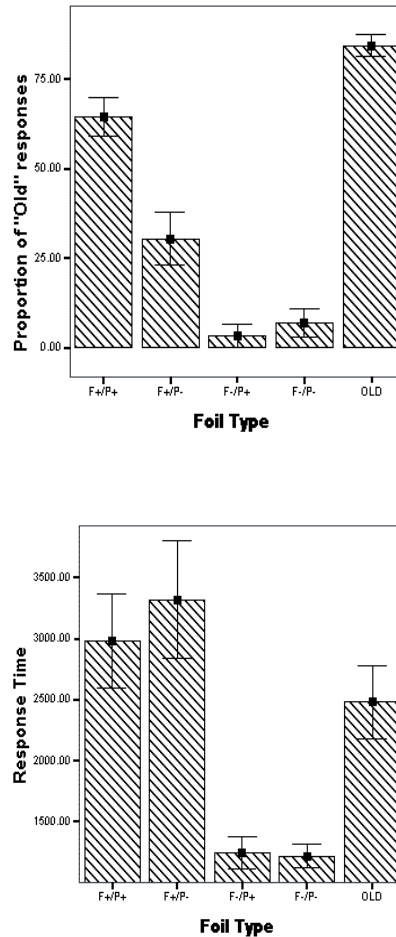 Proportion of "Old" responses
75.00
50.00
25.00
0.00
F+/P+ F+/P- F-/P+ F-/P- OLD
Foil Type
Response Time
3500.00
3000.00
2500.00
2000.00
1500.00
F+/P+ F+/P- F-/P+ F-/P- OLD
Foil Type